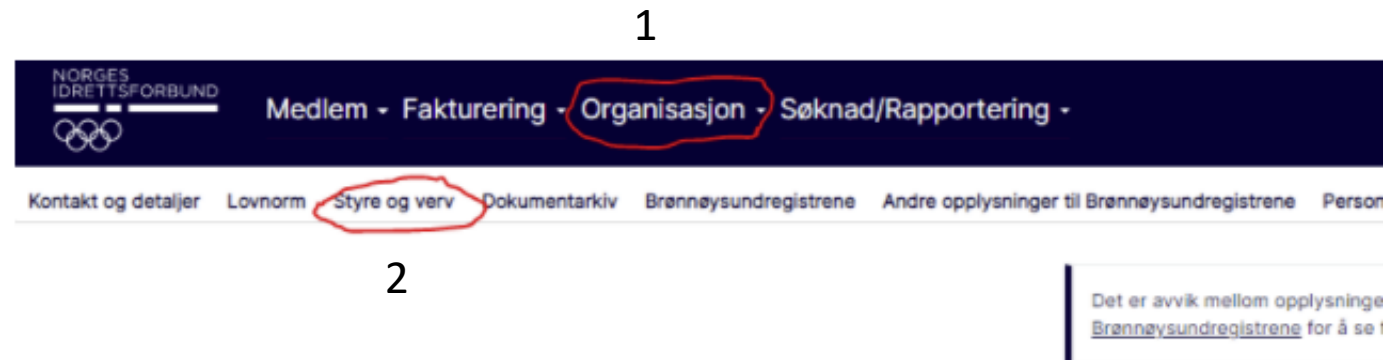 1
NORGES
IDRETTSFORBUND
Medlem - Fakturering - Organisasjon - Søknad/Rapportering -
Kontakt og detaljer Lovnorm Styre og verv Dokumentarkiv Brønnøysundregistrene Andre opplysninger til Brønnøysundregistrene Person
2
Det er avvik mellom opplysninge
Brønnøysundregistrene for å se f